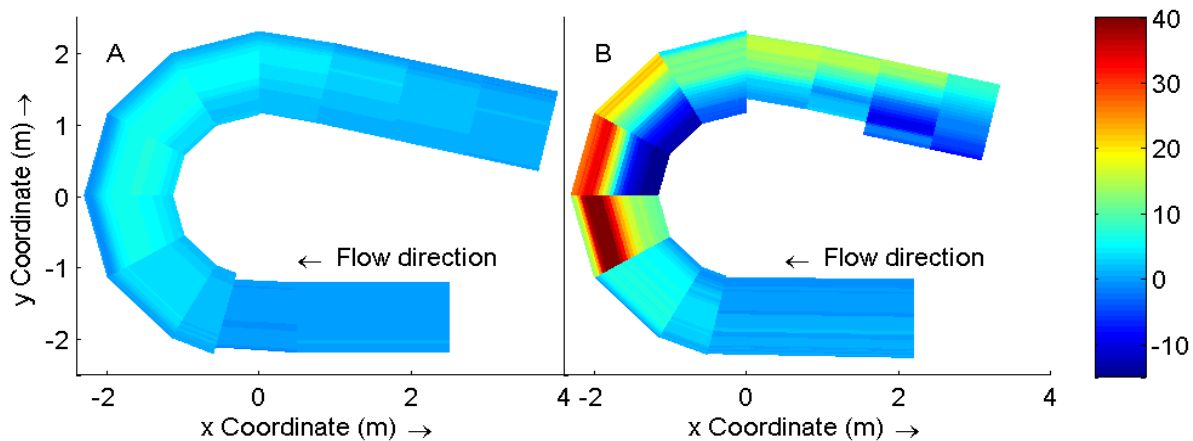 A
B
2
1
0
-1
-2
y Coordinate (m) →
← Flow direction
← Flow direction
-2
0
2
4
-2
0
2
4
x Coordinate (m) →
x Coordinate (m) →
40
30
20
10
0
-10